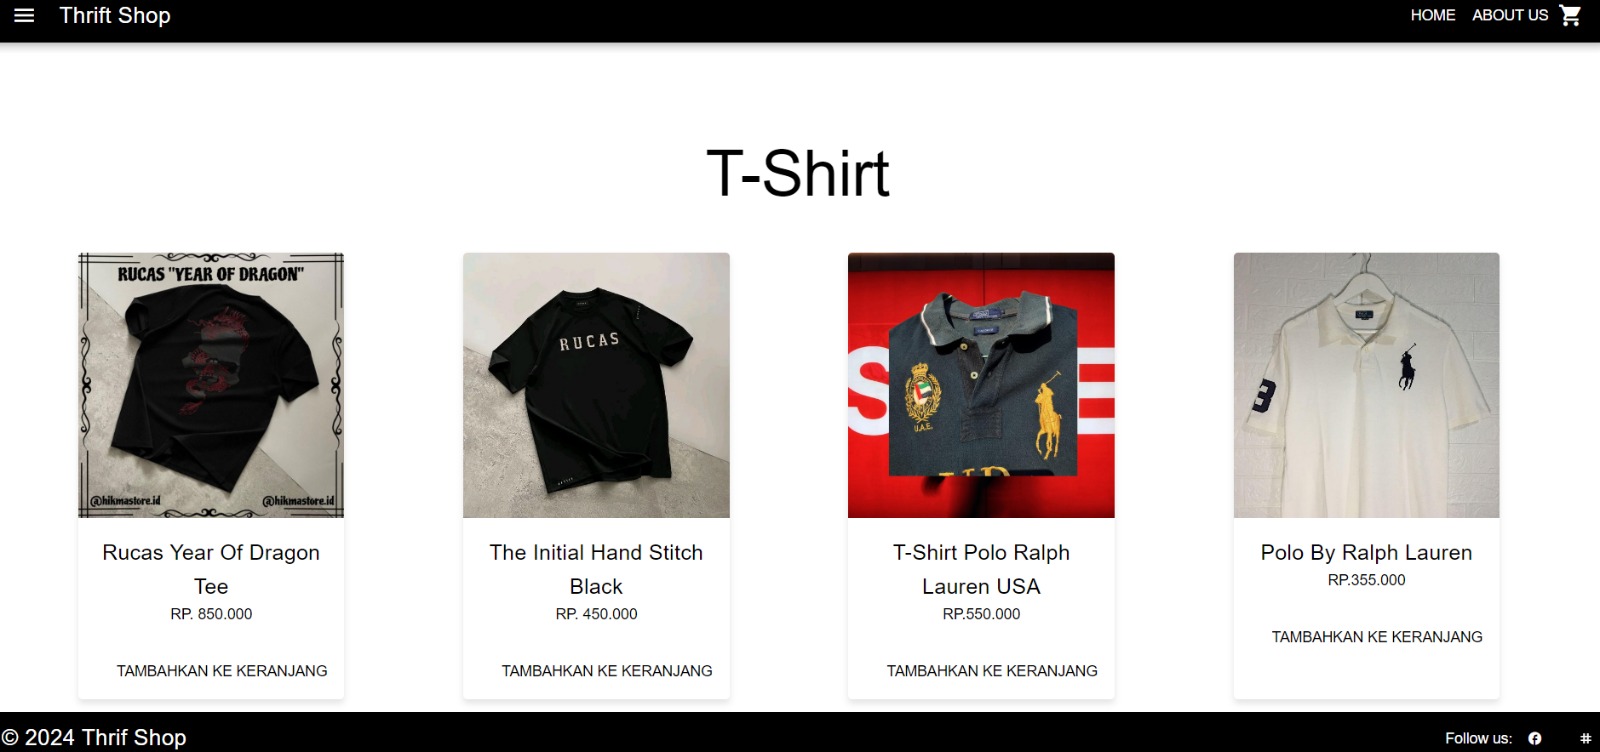 Thrift Shop
HOME ABOUT US
T-Shirt
RUCAS "YEAR OF DRAGON"
@hikmastore.id @hikmastore.id
Rucas Year Of Dragon
Tee
RP. 850.000
TAMBAHKAN KE KERANJANG
RUCAS
The Initial Hand Stitch
Black
RP. 450.000
TAMBAHKAN KE KERANJANG
S E
U.A.E.
T-Shirt Polo Ralph
Lauren USA
RP.550.000
TAMBAHKAN KE KERANJANG
3
Polo By Ralph Lauren
RP.355.000
TAMBAHKAN KE KERANJANG
© 2024 Thrif Shop
Follow us: #